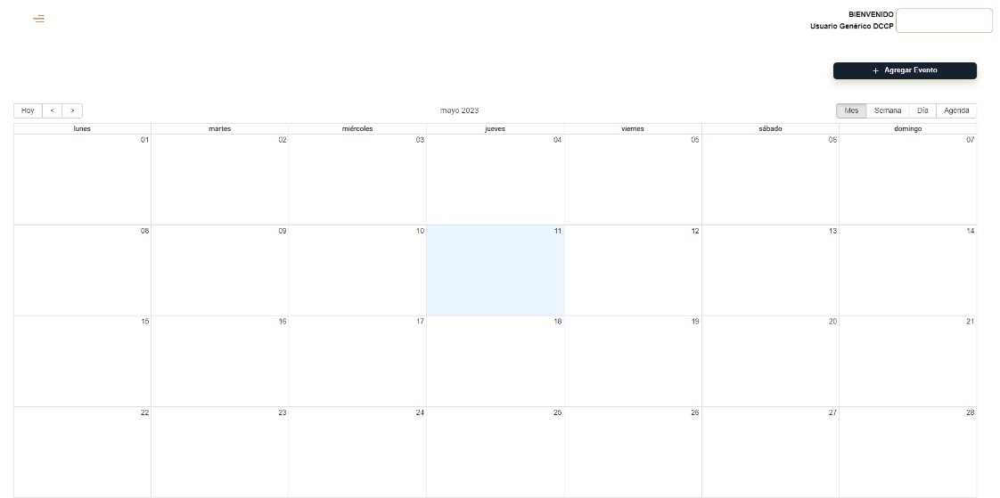 BIENVENIDO
Usuario Genérico DCCP
+ Agregar Evento
Hoy < > mayo 2023 Mes Semana Día Agenda
lunes martes miércoles jueves viernes sábado domingo
01 02 03 04 05 06 07
08 09 10 11 12 13 14
15 16 17 18 19 20 21
22 23 24 25 26 27 28